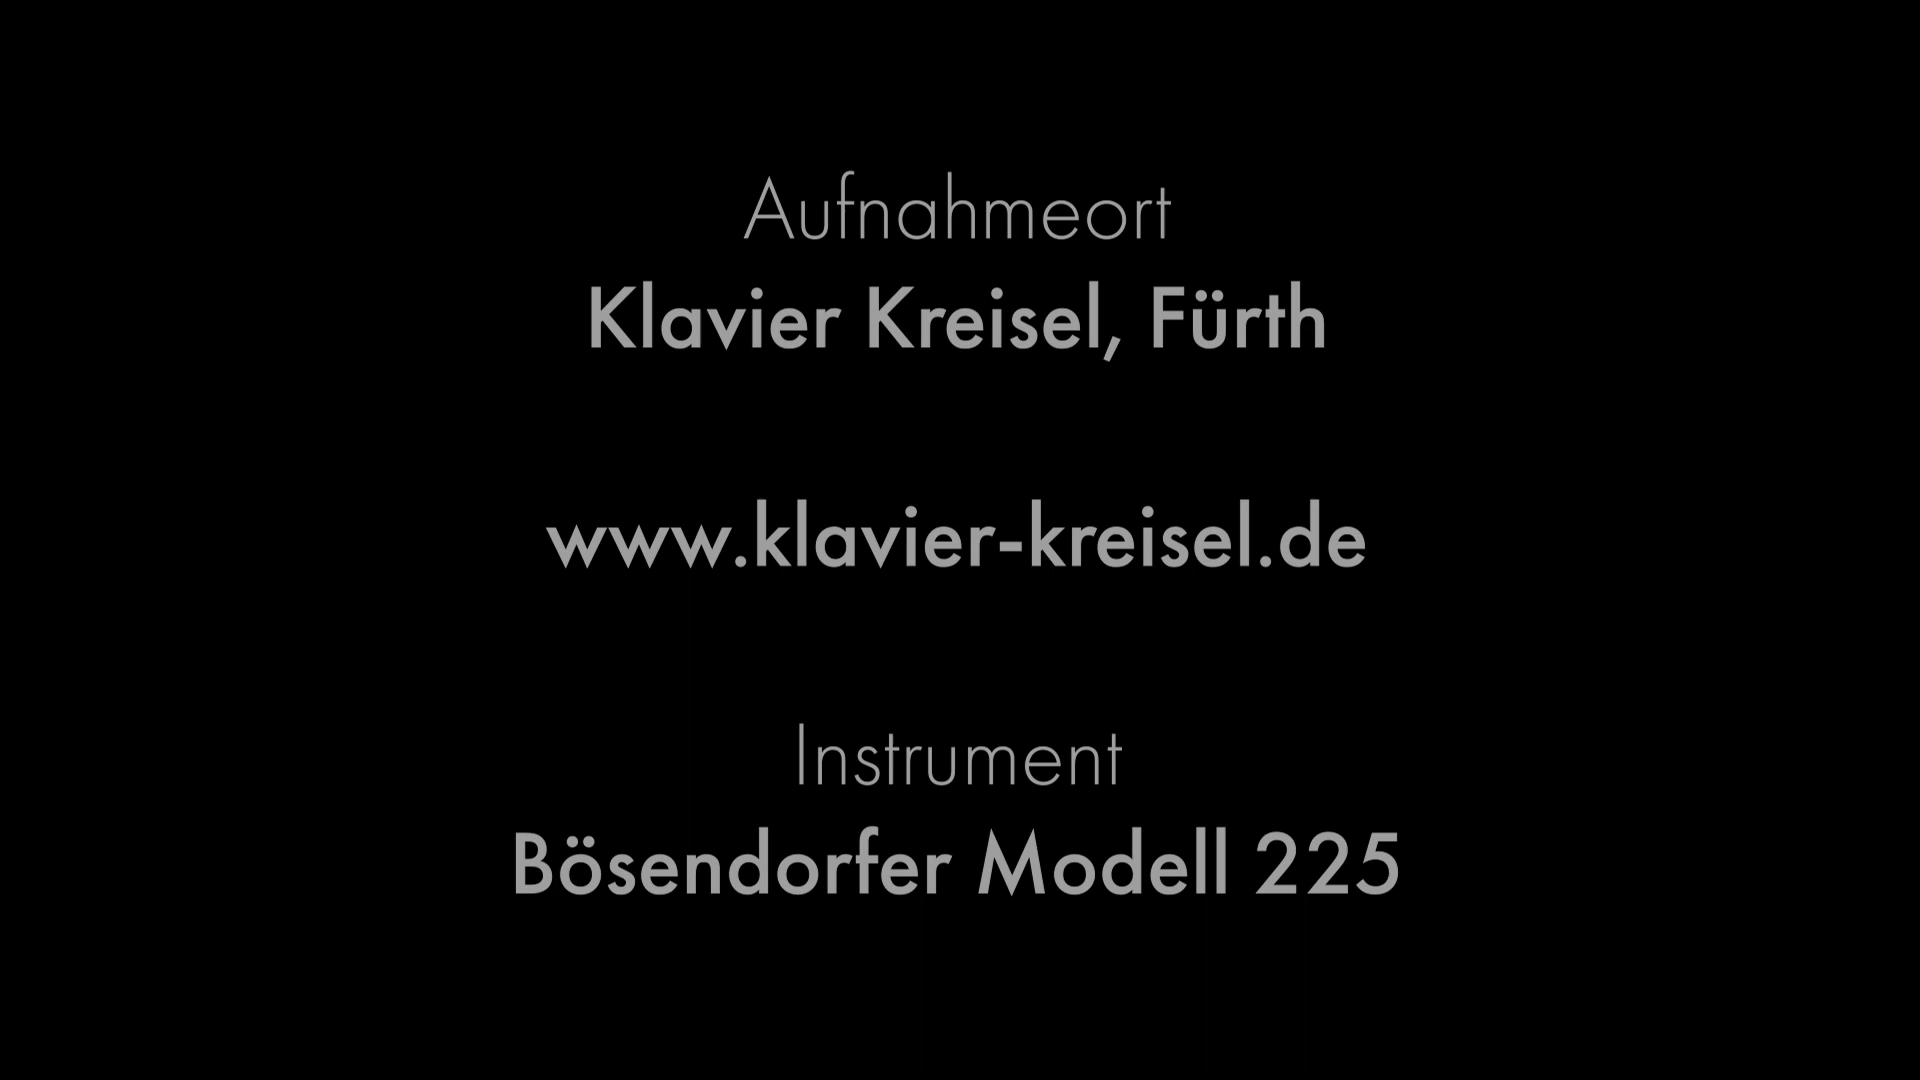 Aufnahmeort
Klavier Kreisel, Fürth
www.klavier-kreisel.de
Instrument
Bösendorfer Modell 225